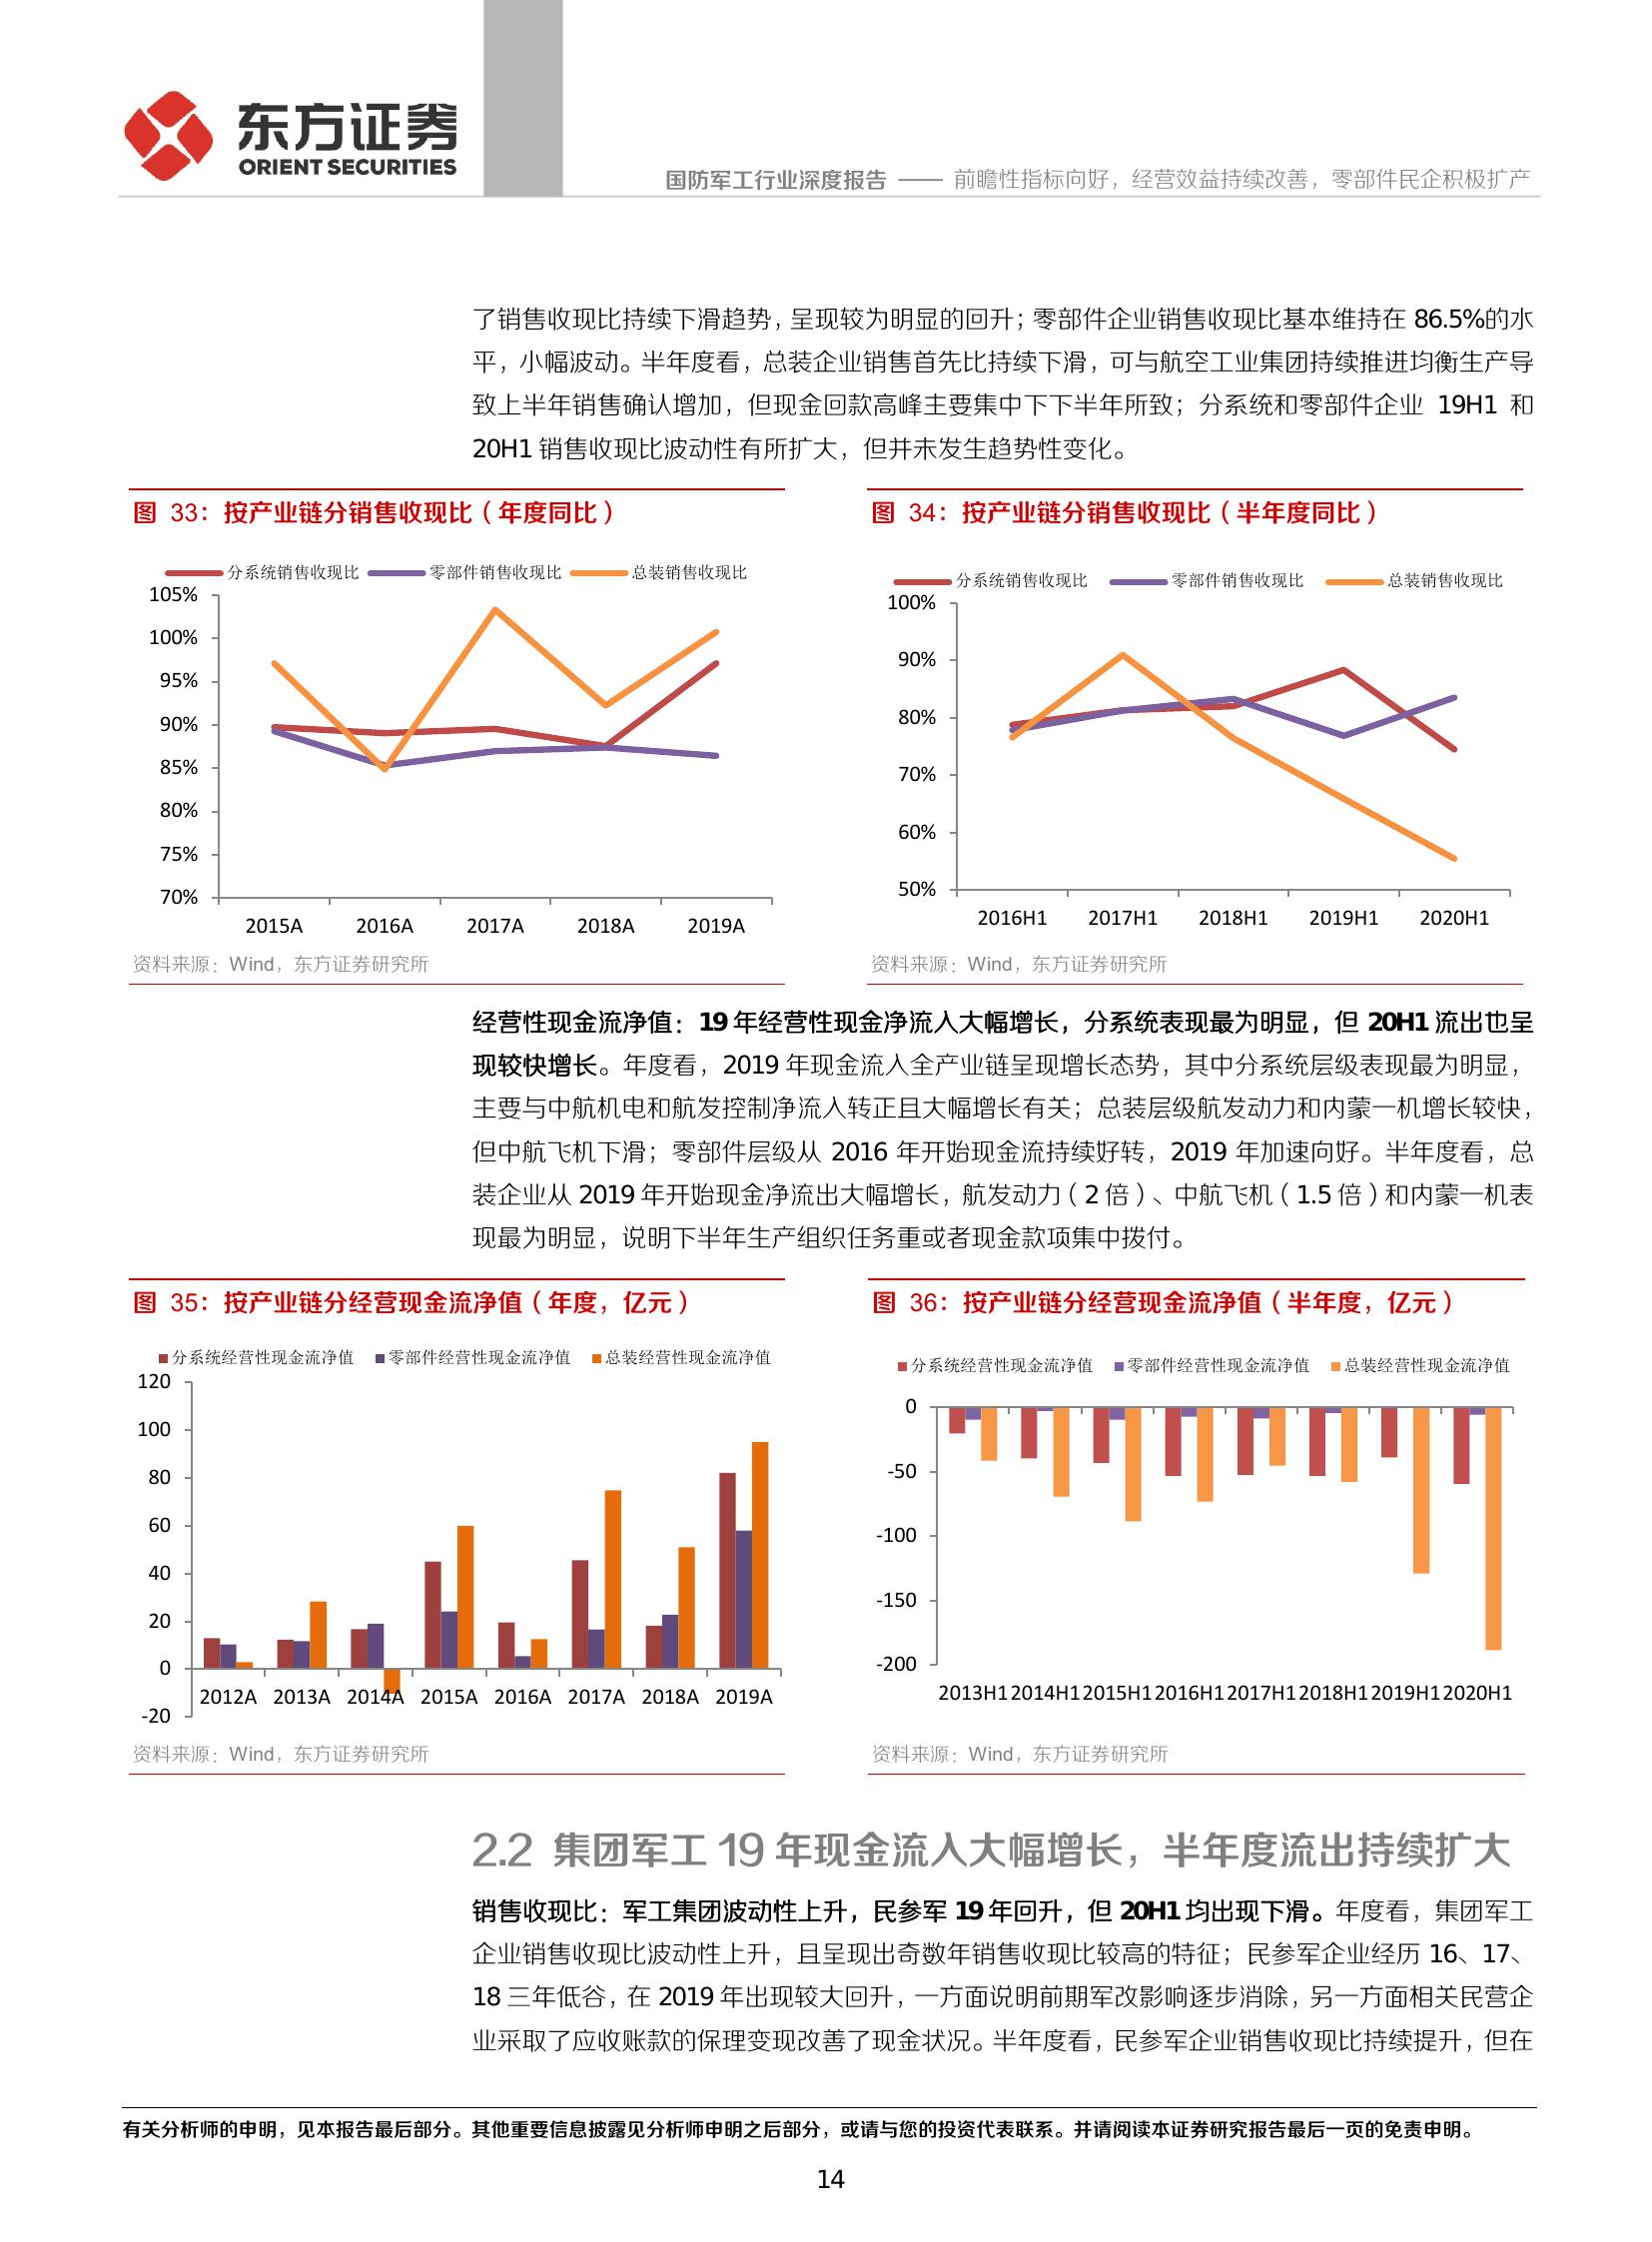 东方证券
ORIENT SECURITIES
国防军工行业深度报告 —— 前瞻性指标向好，经营效益持续改善，零部件民企积极扩产
了销售收现比持续下滑趋势，呈现较为明显的回升；零部件企业销售收现比基本维持在 86.5%的水
平，小幅波动。半年度看，总装企业销售首先比持续下滑，可与航空工业集团持续推进均衡生产导
致上半年销售确认增加，但现金回款高峰主要集中下下半年所致；分系统和零部件企业 19H1 和
20H1 销售收现比波动性有所扩大，但并未发生趋势性变化。
图 33：按产业链分销售收现比（年度同比）
分系统销售收现比 零部件销售收现比 总装销售收现比
105%
100%
95%
90%
85%
80%
75%
70%
2015A 2016A 2017A 2018A 2019A
资料来源：Wind，东方证券研究所
图 34：按产业链分销售收现比（半年度同比）
分系统销售收现比 零部件销售收现比 总装销售收现比
100%
90%
80%
70%
60%
50%
2016H1 2017H1 2018H1 2019H1 2020H1
资料来源：Wind，东方证券研究所
经营性现金流净值：19 年经营性现金净流入大幅增长，分系统表现最为明显，但 20H1 流出也呈
现较快增长。年度看，2019 年现金流入全产业链呈现增长态势，其中分系统层级表现最为明显，
主要与中航机电和航发控制净流入转正且大幅增长有关；总装层级航发动力和内蒙一机增长较快，
但中航飞机下滑；零部件层级从 2016 年开始现金流持续好转，2019 年加速向好。半年度看，总
装企业从 2019 年开始现金净流出大幅增长，航发动力（2 倍）、中航飞机（1.5 倍）和内蒙一机表
现最为明显，说明下半年生产组织任务重或者现金款项集中拨付。
图 35：按产业链分经营现金流净值（年度，亿元）
分系统经营性现金流净值 零部件经营性现金流净值 总装经营性现金流净值
120
100
80
60
40
20
0
-20
2012A 2013A 2014A 2015A 2016A 2017A 2018A 2019A
资料来源：Wind，东方证券研究所
图 36：按产业链分经营现金流净值（半年度，亿元）
分系统经营性现金流净值 零部件经营性现金流净值 总装经营性现金流净值
0
-50
-100
-150
-200
2013H1 2014H1 2015H1 2016H1 2017H1 2018H1 2019H1 2020H1
资料来源：Wind，东方证券研究所
2.2 集团军工 19 年现金流入大幅增长，半年度流出持续扩大
销售收现比：军工集团波动性上升，民参军 19 年回升，但 20H1 均出现下滑。年度看，集团军工
企业销售收现比波动性上升，且呈现出奇数年销售收现比较高的特征；民参军企业经历 16、17、
18 三年低谷，在 2019 年出现较大回升，一方面说明前期军改影响逐步消除，另一方面相关民营企
业采取了应收账款的保理变现改善了现金状况。半年度看，民参军企业销售收现比持续提升，但在
有关分析师的申明，见本报告最后部分。其他重要信息披露见分析师申明之后部分，或请与您的投资代表联系。并请阅读本证券研究报告最后一页的免责申明。
14